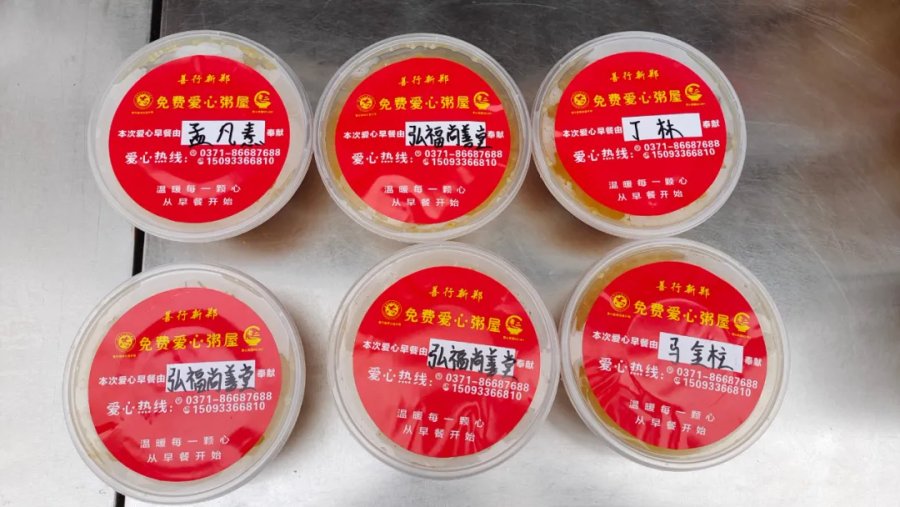 善行新郑
免费爱心粥屋
本次爱心早餐由孟凡素奉献
爱心热线：0371-86687688
15093366810
温暖每一颗心
从早餐开始
善行新郑
免费爱心粥屋
本次爱心早餐由弘福尚善堂奉献
爱心热线：0371-86687688
15093366810
温暖每一颗心
从早餐开始
善行新郑
免费爱心粥屋
本次爱心早餐由丁林奉献
爱心热线：0371-86687688
15093366810
温暖每一颗心
从早餐开始
善行新郑
免费爱心粥屋
本次爱心早餐由弘福尚善堂奉献
爱心热线：0371-86687688
15093366810
温暖每一颗心
从早餐开始
善行新郑
免费爱心粥屋
本次爱心早餐由弘福尚善堂奉献
爱心热线：0371-86687688
15093366810
温暖每一颗心
从早餐开始
善行新郑
免费爱心粥屋
本次爱心早餐由马全柱奉献
爱心热线：0371-86687688
15093366810
温暖每一颗心
从早餐开始